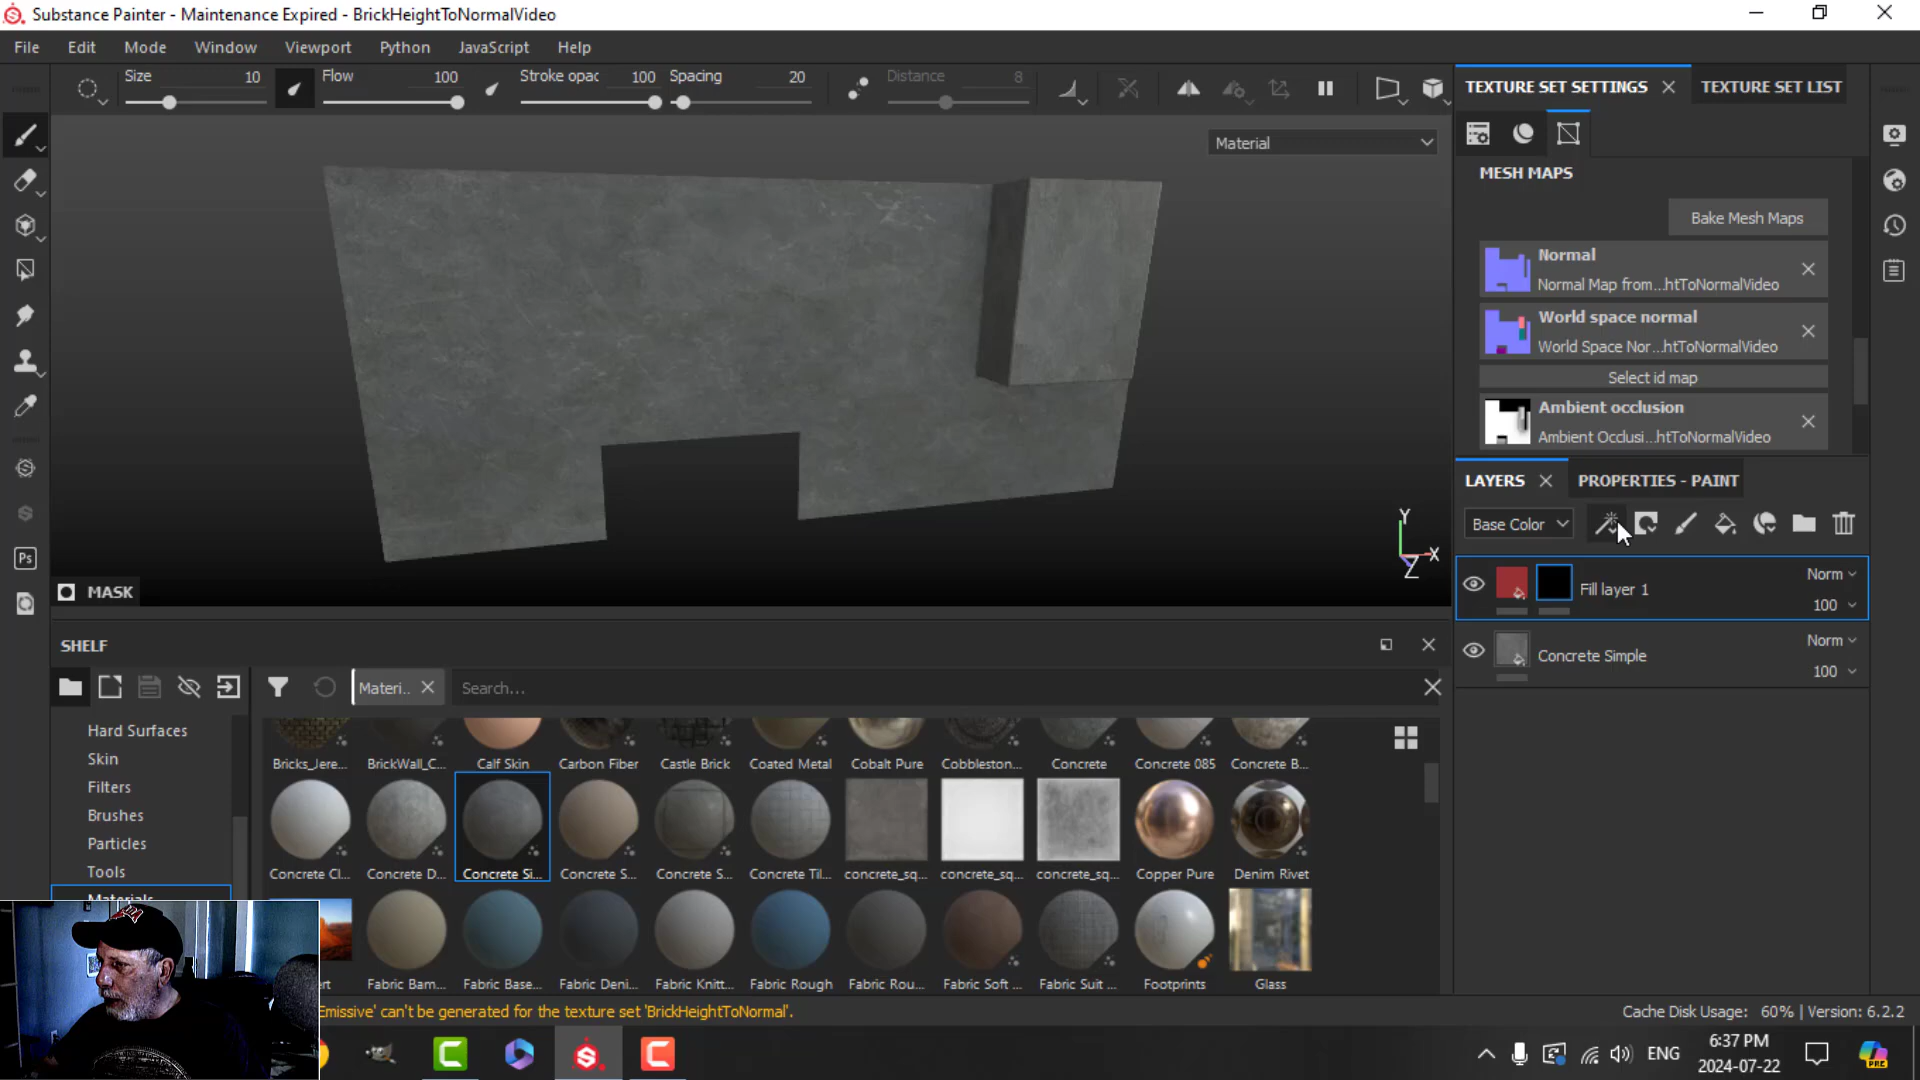 Substance Painter - Maintenance Expired - BrickHeightToNormalVideo
File Edit Mode Window Viewport Python JavaScript Help
Size 10 Flow 100 Stroke opac 100 Spacing 20 Distance 8
TEXTURE SET SETTINGS TEXTURE SET LIST
Material
MESH MAPS
Bake Mesh Maps
Normal
Normal Map from...htToNormalVideo
World space normal
World Space Nor...htToNormalVideo
Select id map
Ambient occlusion
Ambient Occlusi...htToNormalVideo
LAYERS PROPERTIES - PAINT
Base Color
Y
X
Z
Norm
Fill layer 1
100
Norm
Concrete Simple
100
MASK
SHELF
Materi... Search...
Hard Surfaces
Skin
Filters
Brushes
Particles
Tools
Materials
Bricks_Jere... BrickWall_C... Calf Skin Carbon Fiber Castle Brick Coated Metal Cobalt Pure Cobbleston... Concrete Concrete 085 Concrete B...
Concrete Cl... Concrete D... Concrete Si... Concrete S... Concrete S... Concrete Til... concrete_sq... concrete_sq... concrete_sq... Copper Pure Denim Rivet
Fabric Bam... Fabric Base... Fabric Deni... Fabric Knitt... Fabric Rough Fabric Rou... Fabric Soft ... Fabric Suit ... Footprints Glass
Emissive' can't be generated for the texture set 'BrickHeightToNormal'.
Cache Disk Usage: 60% | Version: 6.2.2
Ps
ENG
6:37 PM
2024-07-22
PRE